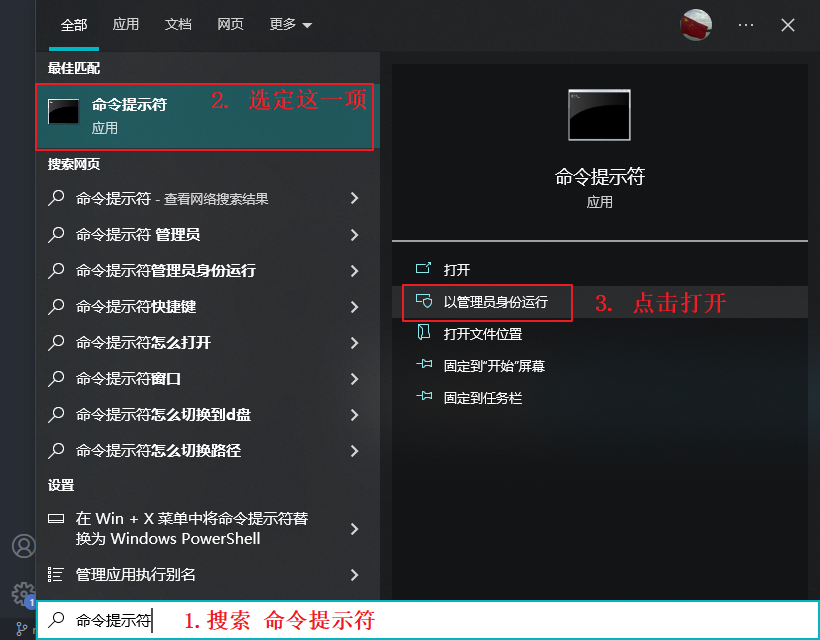 全部 应用 文档 网页 更多 ···
最佳匹配
命令提示符
应用
2. 选定这一项
搜索网页
命令提示符 - 查看网络搜索结果
命令提示符 管理员
命令提示符管理员身份运行
命令提示符快捷键
命令提示符怎么打开
命令提示符窗口
命令提示符怎么切换到d盘
命令提示符怎么切换路径
设置
在 Win + X 菜单中将命令提示符替
换为 Windows PowerShell
管理应用执行别名
命令提示符
应用
打开
以管理员身份运行
3. 点击打开
打开文件位置
固定到"开始"屏幕
固定到任务栏
1
命令提示符
1.搜索 命令提示符